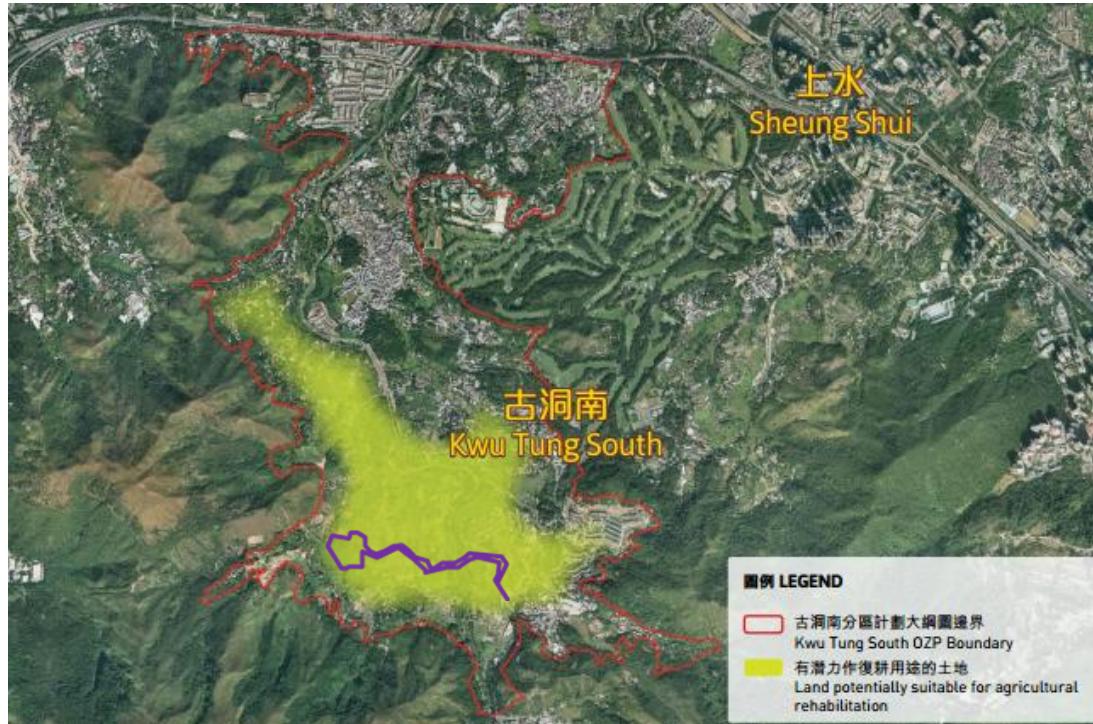 上水
Sheung Shui
古洞南
Kwu Tung South
圖例 LEGEND
古洞南分區計劃大綱圖邊界
Kwu Tung South OZP Boundary
有潛力作復耕用途的土地
Land potentially suitable for agricultural
rehabilitation